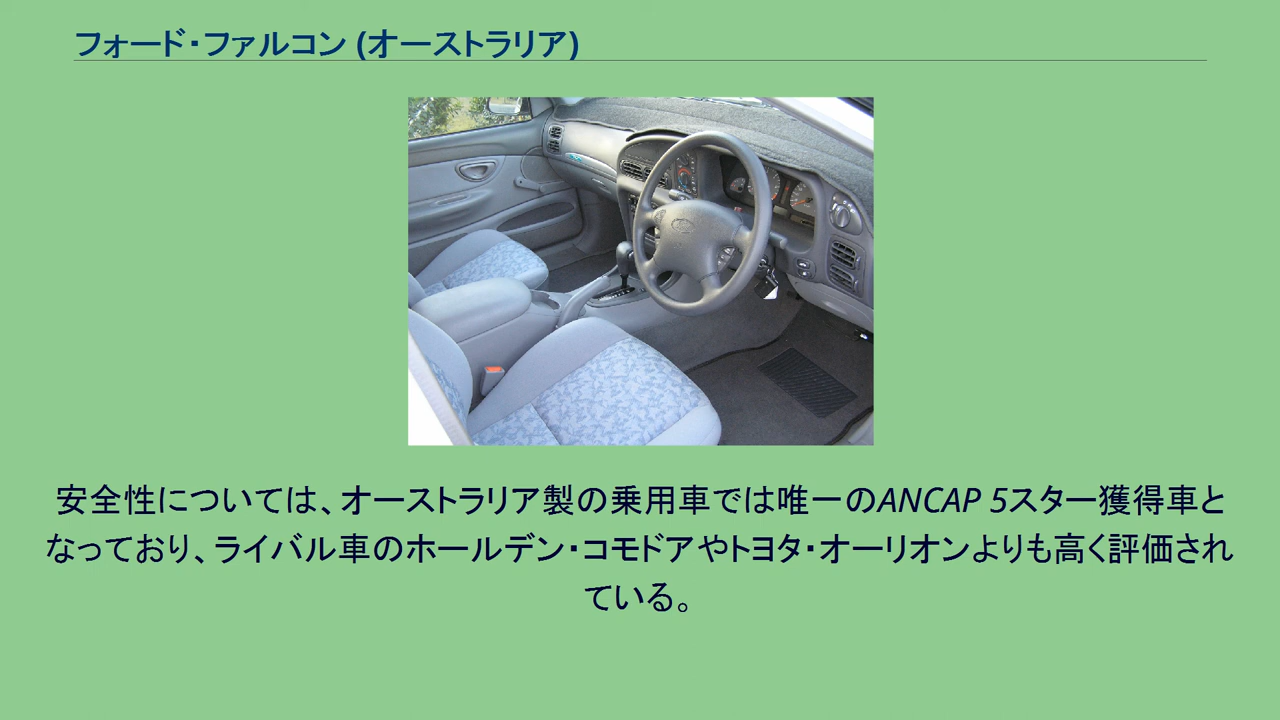 フォード・ファルコン (オーストラリア)
安全性については、オーストラリア製の乗用車では唯一のANCAP 5スター獲得車と
なっており、ライバル車のホールデン・コモドアやトヨタ・オーリオンよりも高く評価され
ている。